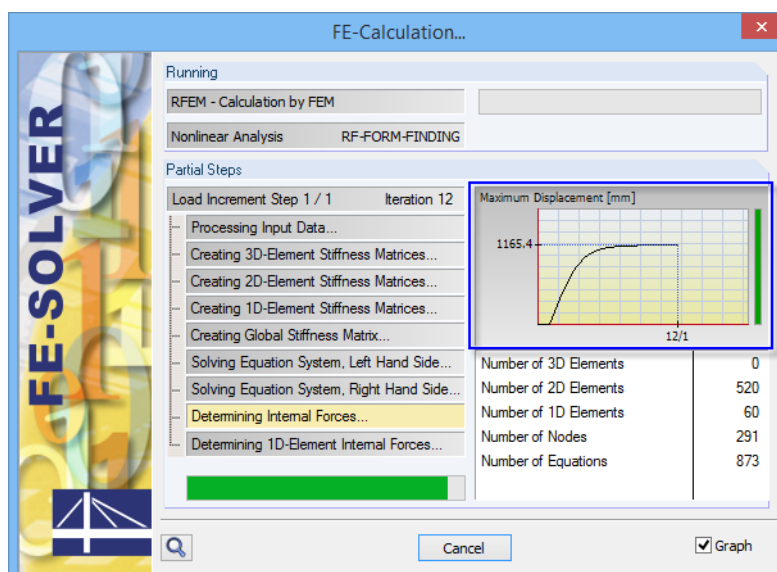 FE-Calculation...
FE-SOLVER
Running
RFEM - Calculation by FEM
Nonlinear Analysis RF-FORM-FINDING
Partial Steps
Load Increment Step 1 / 1 Iteration 12
Processing Input Data...
Creating 3D-Element Stiffness Matrices...
Creating 2D-Element Stiffness Matrices...
Creating 1D-Element Stiffness Matrices...
Creating Global Stiffness Matrix...
Solving Equation System, Left Hand Side...
Solving Equation System, Right Hand Side...
Determining Internal Forces...
Determining 1D-Element Internal Forces...
Maximum Displacement [mm]
1165.4
12/1
Number of 3D Elements 0
Number of 2D Elements 520
Number of 1D Elements 60
Number of Nodes 291
Number of Equations 873
Cancel
Graph